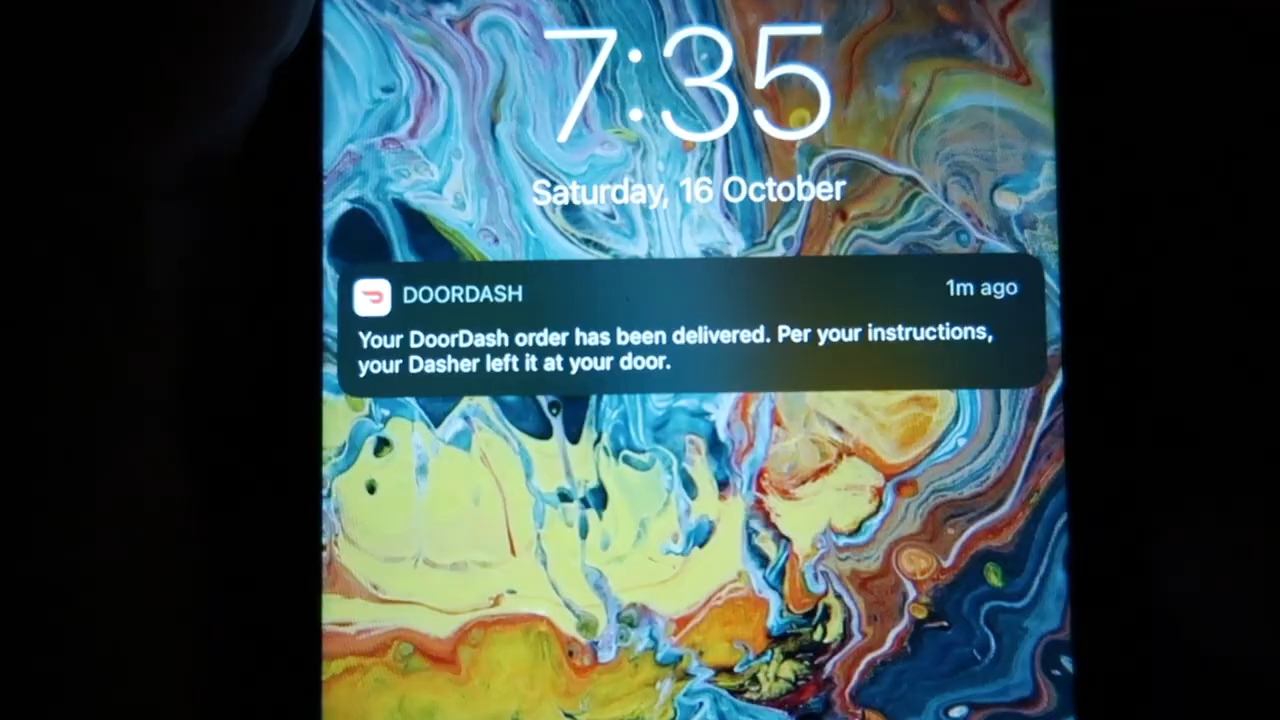 7:35
Saturday, 16 October
DOORDASH 1m ago
Your DoorDash order has been delivered. Per your instructions,
your Dasher left it at your door.